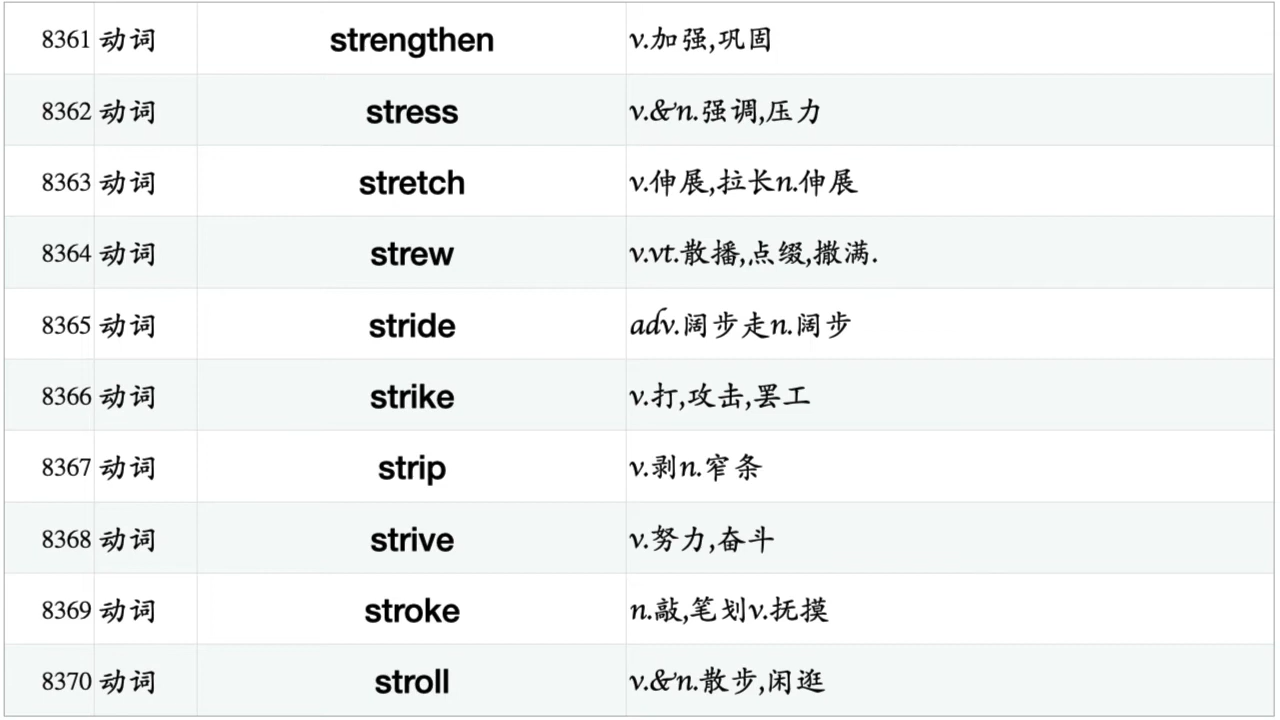 8361 动词 strengthen v.加强,巩固
8362 动词 stress v.&n.强调,压力
8363 动词 stretch v.伸展,拉长n.伸展
8364 动词 strew v.vt.散播,点缀,撒满.
8365 动词 stride adv.阔步走n.阔步
8366 动词 strike v.打,攻击,罢工
8367 动词 strip v.剥n.窄条
8368 动词 strive v.努力,奋斗
8369 动词 stroke n.敲,笔划v.抚摸
8370 动词 stroll v.&n.散步,闲逛